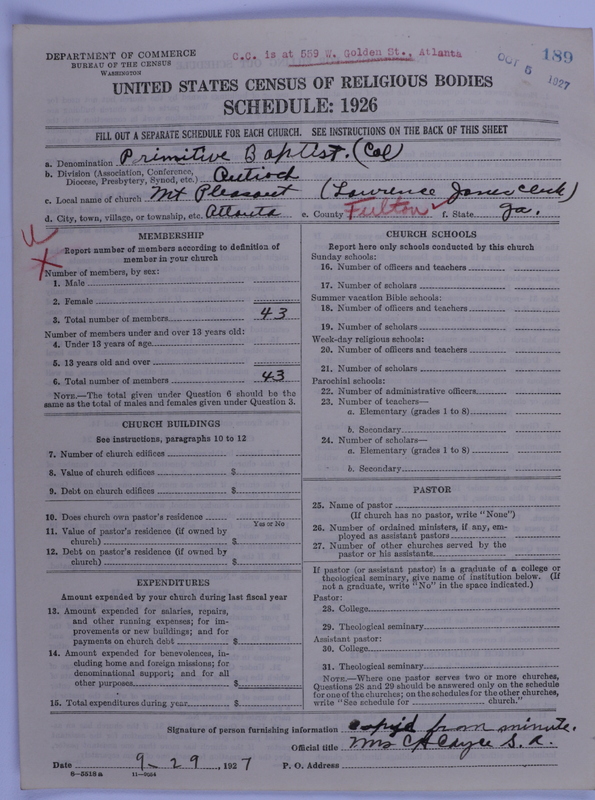 DEPARTMENT OF COMMERCE
BUREAU OF THE CENSUS
WASHINGTON
C.C. is at 559 W. Golden St., Atlanta
OCT 5 1927
189
UNITED STATES CENSUS OF RELIGIOUS BODIES
SCHEDULE: 1926
FILL OUT A SEPARATE SCHEDULE FOR EACH CHURCH. SEE INSTRUCTIONS ON THE BACK OF THIS SHEET
a. Denomination Primitive Baptist. (Col)
b. Division (Association, Conference, Diocese, Presbytery, Synod, etc.) Antioch
c. Local name of church Mt Pleasant (Lawrence Jones clerk)
d. City, town, village, or township, etc. Atlanta e. County Fulton f. State Ga.
MEMBERSHIP
Report number of members according to definition of
member in your church
Number of members, by sex:
1. Male
2. Female
3. Total number of members 43
Number of members under and over 13 years old:
4. Under 13 years of age
5. 13 years old and over
6. Total number of members 43
NOTE.—The total given under Question 6 should be the
same as the total of males and females given under Question 3.
CHURCH BUILDINGS
See instructions, paragraphs 10 to 12
7. Number of church edifices
8. Value of church edifices $
9. Debt on church edifices $
10. Does church own pastor's residence
Yes or No
11. Value of pastor's residence (if owned by
church) $
12. Debt on pastor's residence (if owned by
church) $
EXPENDITURES
Amount expended by your church during last fiscal year
13. Amount expended for salaries, repairs,
and other running expenses; for im-
provements or new buildings; and for
payments on church debt $
14. Amount expended for benevolences, in-
cluding home and foreign missions; for
denominational support; and for all
other purposes $
15. Total expenditures during year $
CHURCH SCHOOLS
Report here only schools conducted by this church
Sunday schools:
16. Number of officers and teachers
17. Number of scholars
Summer vacation Bible schools:
18. Number of officers and teachers
19. Number of scholars
Week-day religious schools:
20. Number of officers and teachers
21. Number of scholars
Parochial schools:
22. Number of administrative officers
23. Number of teachers—
a. Elementary (grades 1 to 8)
b. Secondary
24. Number of scholars—
a. Elementary (grades 1 to 8)
b. Secondary
PASTOR
25. Name of pastor
(If church has no pastor, write "None")
26. Number of ordained ministers, if any, em-
ployed as assistant pastors
27. Number of other churches served by the
pastor or his assistants
If pastor (or assistant pastor) is a graduate of a college or
theological seminary, give name of institution below. (If
not a graduate, write "No" in the space indicated.)
Pastor:
28. College
29. Theological seminary
Assistant pastor:
30. College
31. Theological seminary
NOTE.—Where one pastor serves two or more churches,
Questions 28 and 29 should be answered only on the schedule
for one of the churches; on the schedules for the other churches,
write "See schedule for church."
Signature of person furnishing information copied from minute.
Official title Mrs C H Cayce S. A.
Date 9-29, 1927 P. O. Address
8-5518a 11-9554